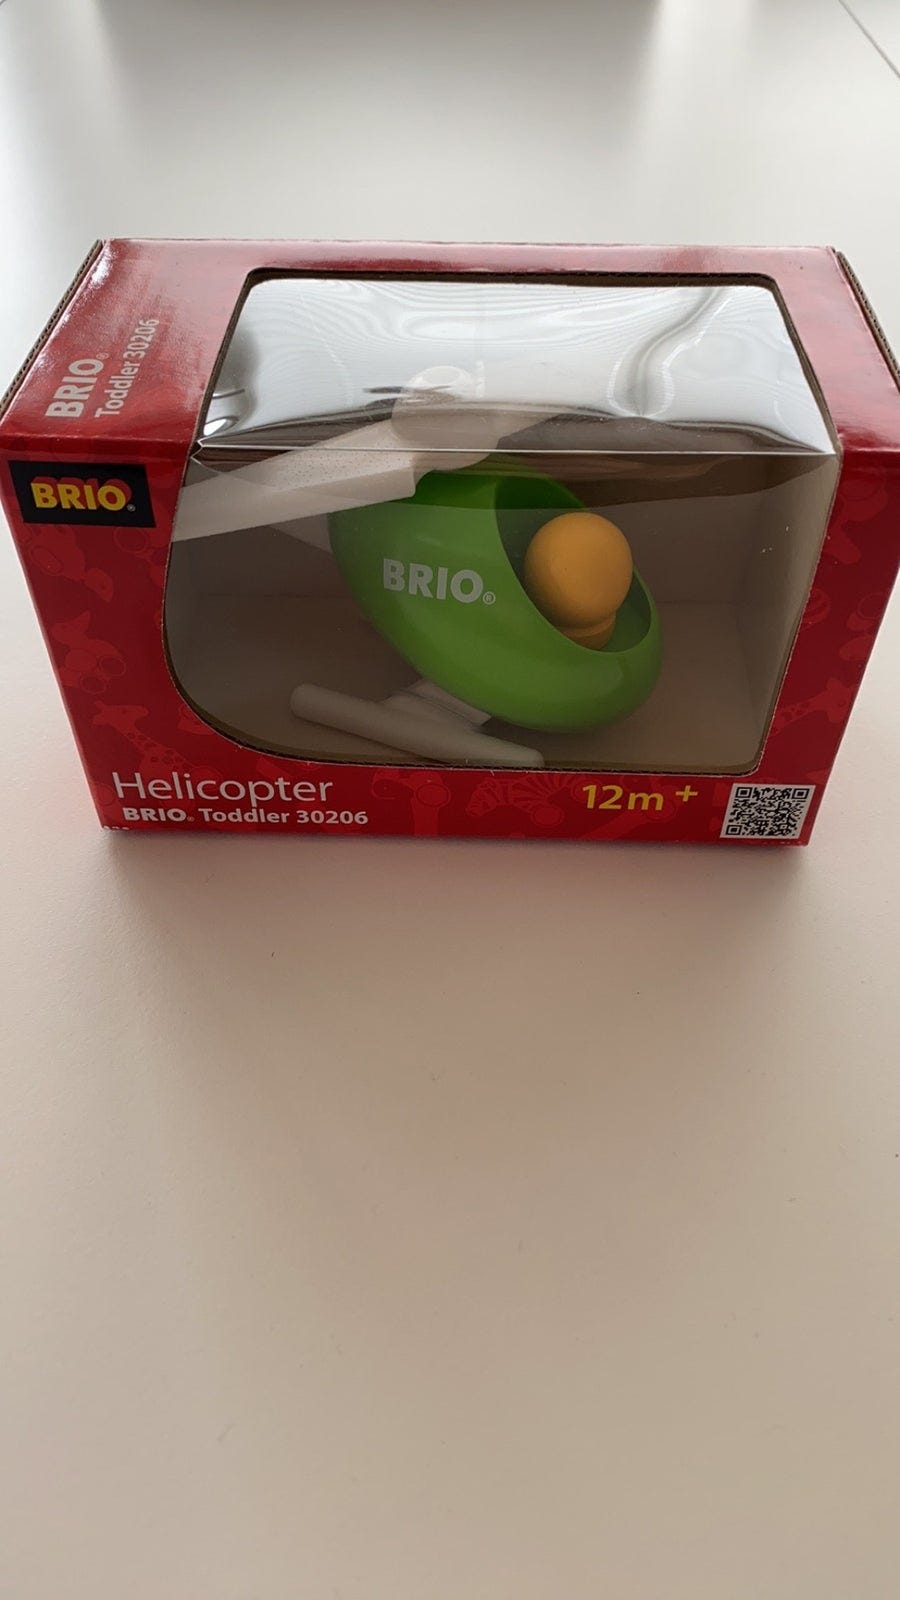 BRIO®
Toddler 30206
BRIO®
BRIO®
Helicopter
BRIO® Toddler 30206
12m+